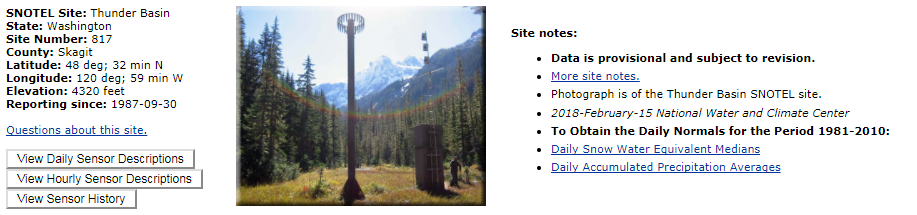 SNOTEL Site: Thunder Basin
State: Washington
Site Number: 817
County: Skagit
Latitude: 48 deg; 32 min N
Longitude: 120 deg; 59 min W
Elevation: 4320 feet
Reporting since: 1987-09-30
Questions about this site.
View Daily Sensor Descriptions
View Hourly Sensor Descriptions
View Sensor History
Site notes:
Data is provisional and subject to revision.
More site notes.
Photograph is of the Thunder Basin SNOTEL site.
2018-February-15 National Water and Climate Center
To Obtain the Daily Normals for the Period 1981-2010:
Daily Snow Water Equivalent Medians
Daily Accumulated Precipitation Averages